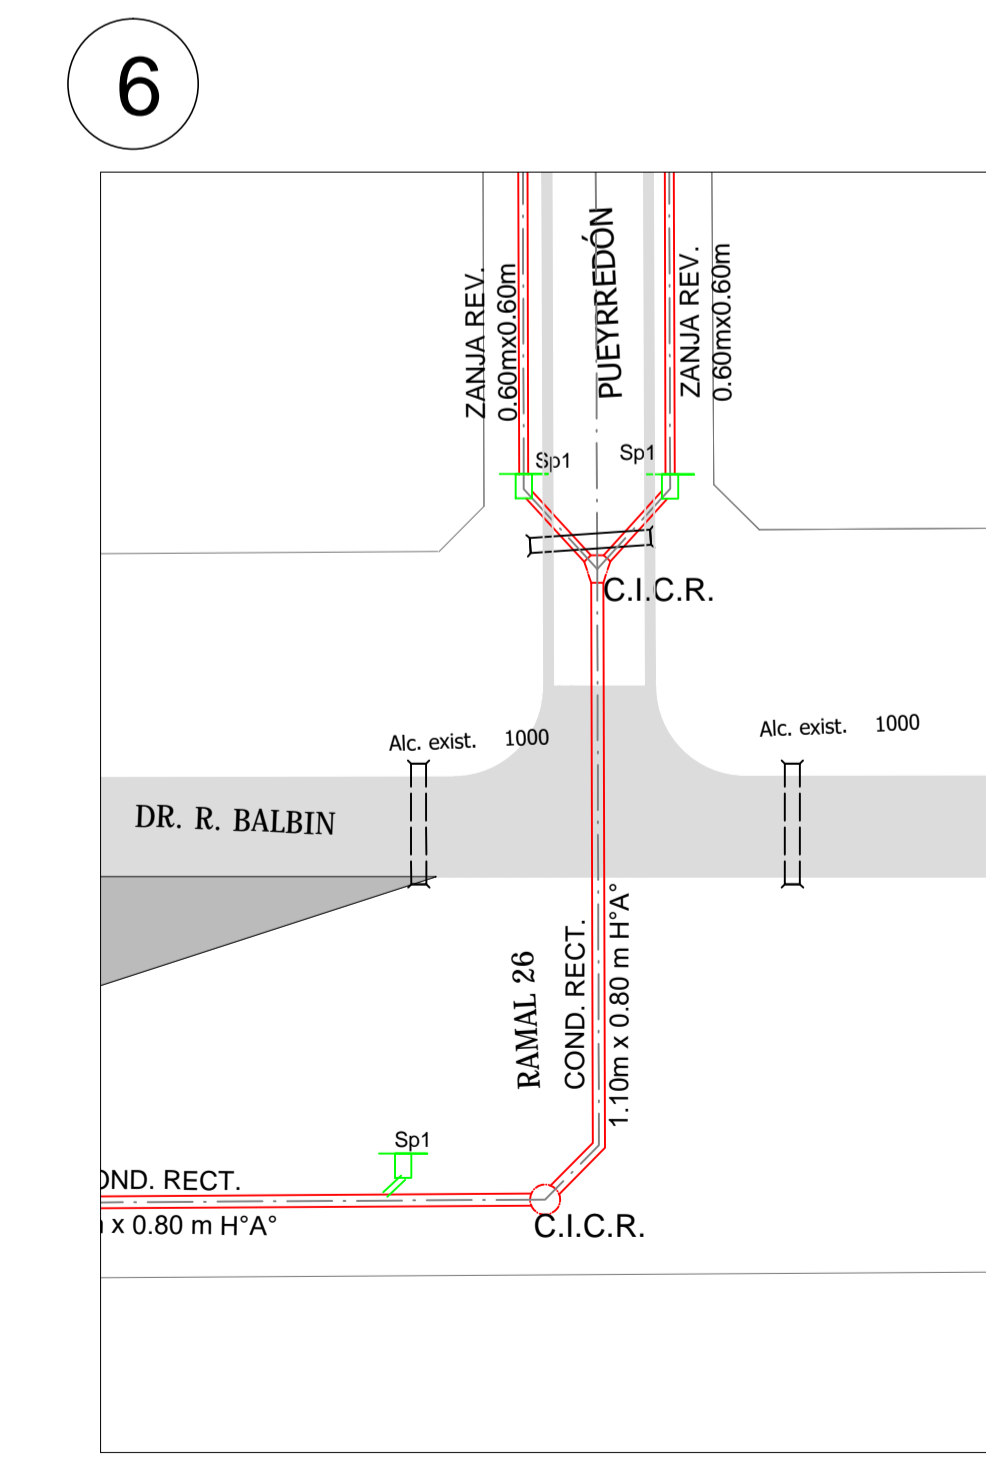 6
ZANJA REV.
0.60mx0.60m
PUEYRREDÓN
ZANJA REV.
0.60mx0.60m
Sp1
Sp1
C.I.C.R.
Alc. exist. 1000
Alc. exist. 1000
DR. R. BALBIN
RAMAL 26
COND. RECT.
1.10m x 0.80 m H°A°
Sp1
OND. RECT.
x 0.80 m H°A°
C.I.C.R.